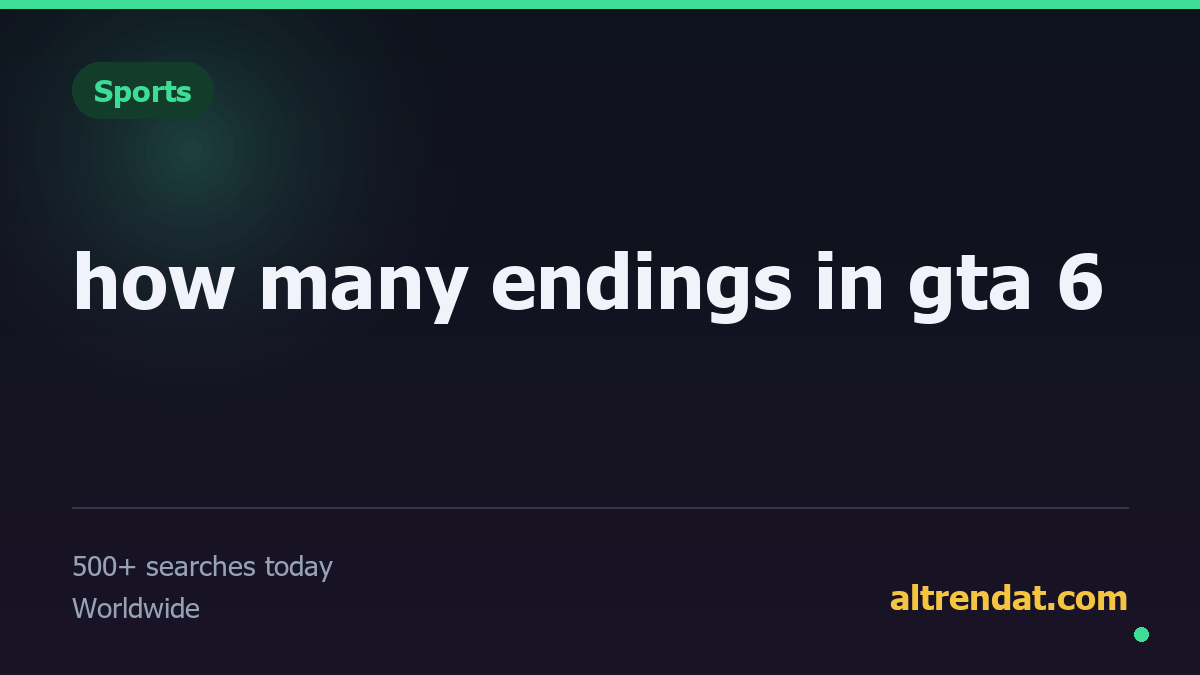 Sports
how many endings in gta 6
500+ searches today
Worldwide
altrendat.com